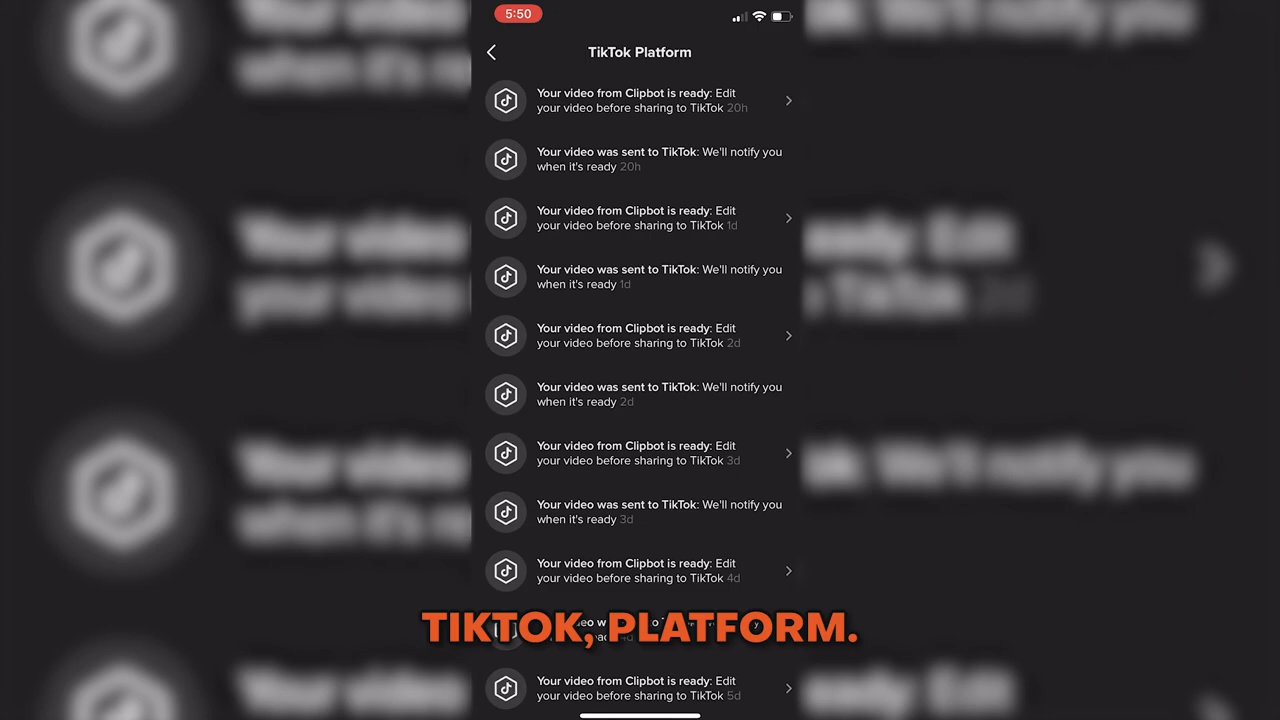 5:50
TikTok Platform
Your video from Clipbot is ready: Edit
your video before sharing to TikTok 20h
Your video was sent to TikTok: We'll notify you
when it's ready 20h
Your video from Clipbot is ready: Edit
your video before sharing to TikTok 1d
Your video was sent to TikTok: We'll notify you
when it's ready 1d
Your video from Clipbot is ready: Edit
your video before sharing to TikTok 2d
Your video was sent to TikTok: We'll notify you
when it's ready 2d
Your video from Clipbot is ready: Edit
your video before sharing to TikTok 3d
Your video was sent to TikTok: We'll notify you
when it's ready 3d
Your video from Clipbot is ready: Edit
your video before sharing to TikTok 4d
TIKTOK, PLATFORM.
Your video from Clipbot is ready: Edit
your video before sharing to TikTok 5d